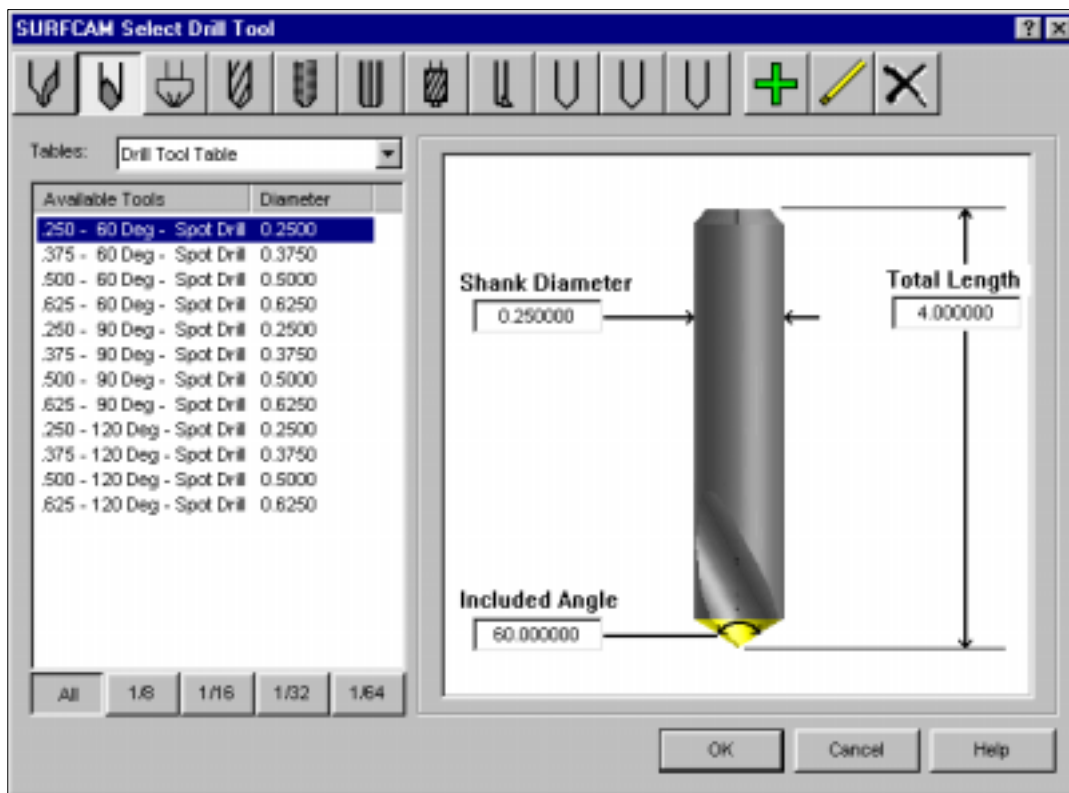 SURFCAM Select Drill Tool
Tables: Drill Tool Table
Available Tools Diameter
.250 - 60 Deg - Spot Drill 0.2500
.375 - 60 Deg - Spot Drill 0.3750
.500 - 60 Deg - Spot Drill 0.5000
.625 - 60 Deg - Spot Drill 0.6250
.250 - 90 Deg - Spot Drill 0.2500
.375 - 90 Deg - Spot Drill 0.3750
.500 - 90 Deg - Spot Drill 0.5000
.625 - 90 Deg - Spot Drill 0.6250
.250 - 120 Deg - Spot Drill 0.2500
.375 - 120 Deg - Spot Drill 0.3750
.500 - 120 Deg - Spot Drill 0.5000
.625 - 120 Deg - Spot Drill 0.6250
All 1/8 1/16 1/32 1/64
Shank Diameter
0.250000
Total Length
4.000000
Included Angle
60.000000
OK Cancel Help